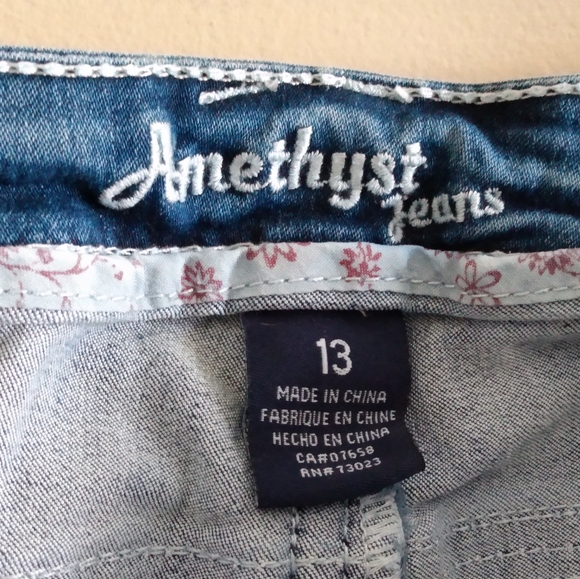 Amethyst
jeans
13
MADE IN CHINA
FABRIQUE EN CHINE
HECHO EN CHINA
CA#07658
RN#73023